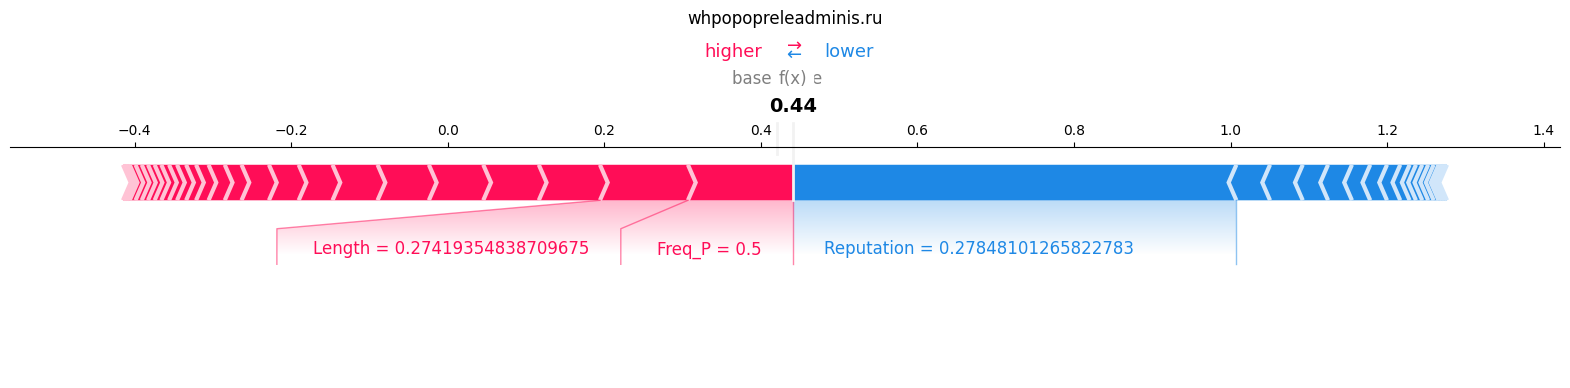 whpopopreleadminis.ru
higher ⇄ lower
base f(x) e
0.44
−0.4 −0.2 0.0 0.2 0.4 0.6 0.8 1.0 1.2 1.4
Length = 0.27419354838709675 Freq_P = 0.5 Reputation = 0.27848101265822783